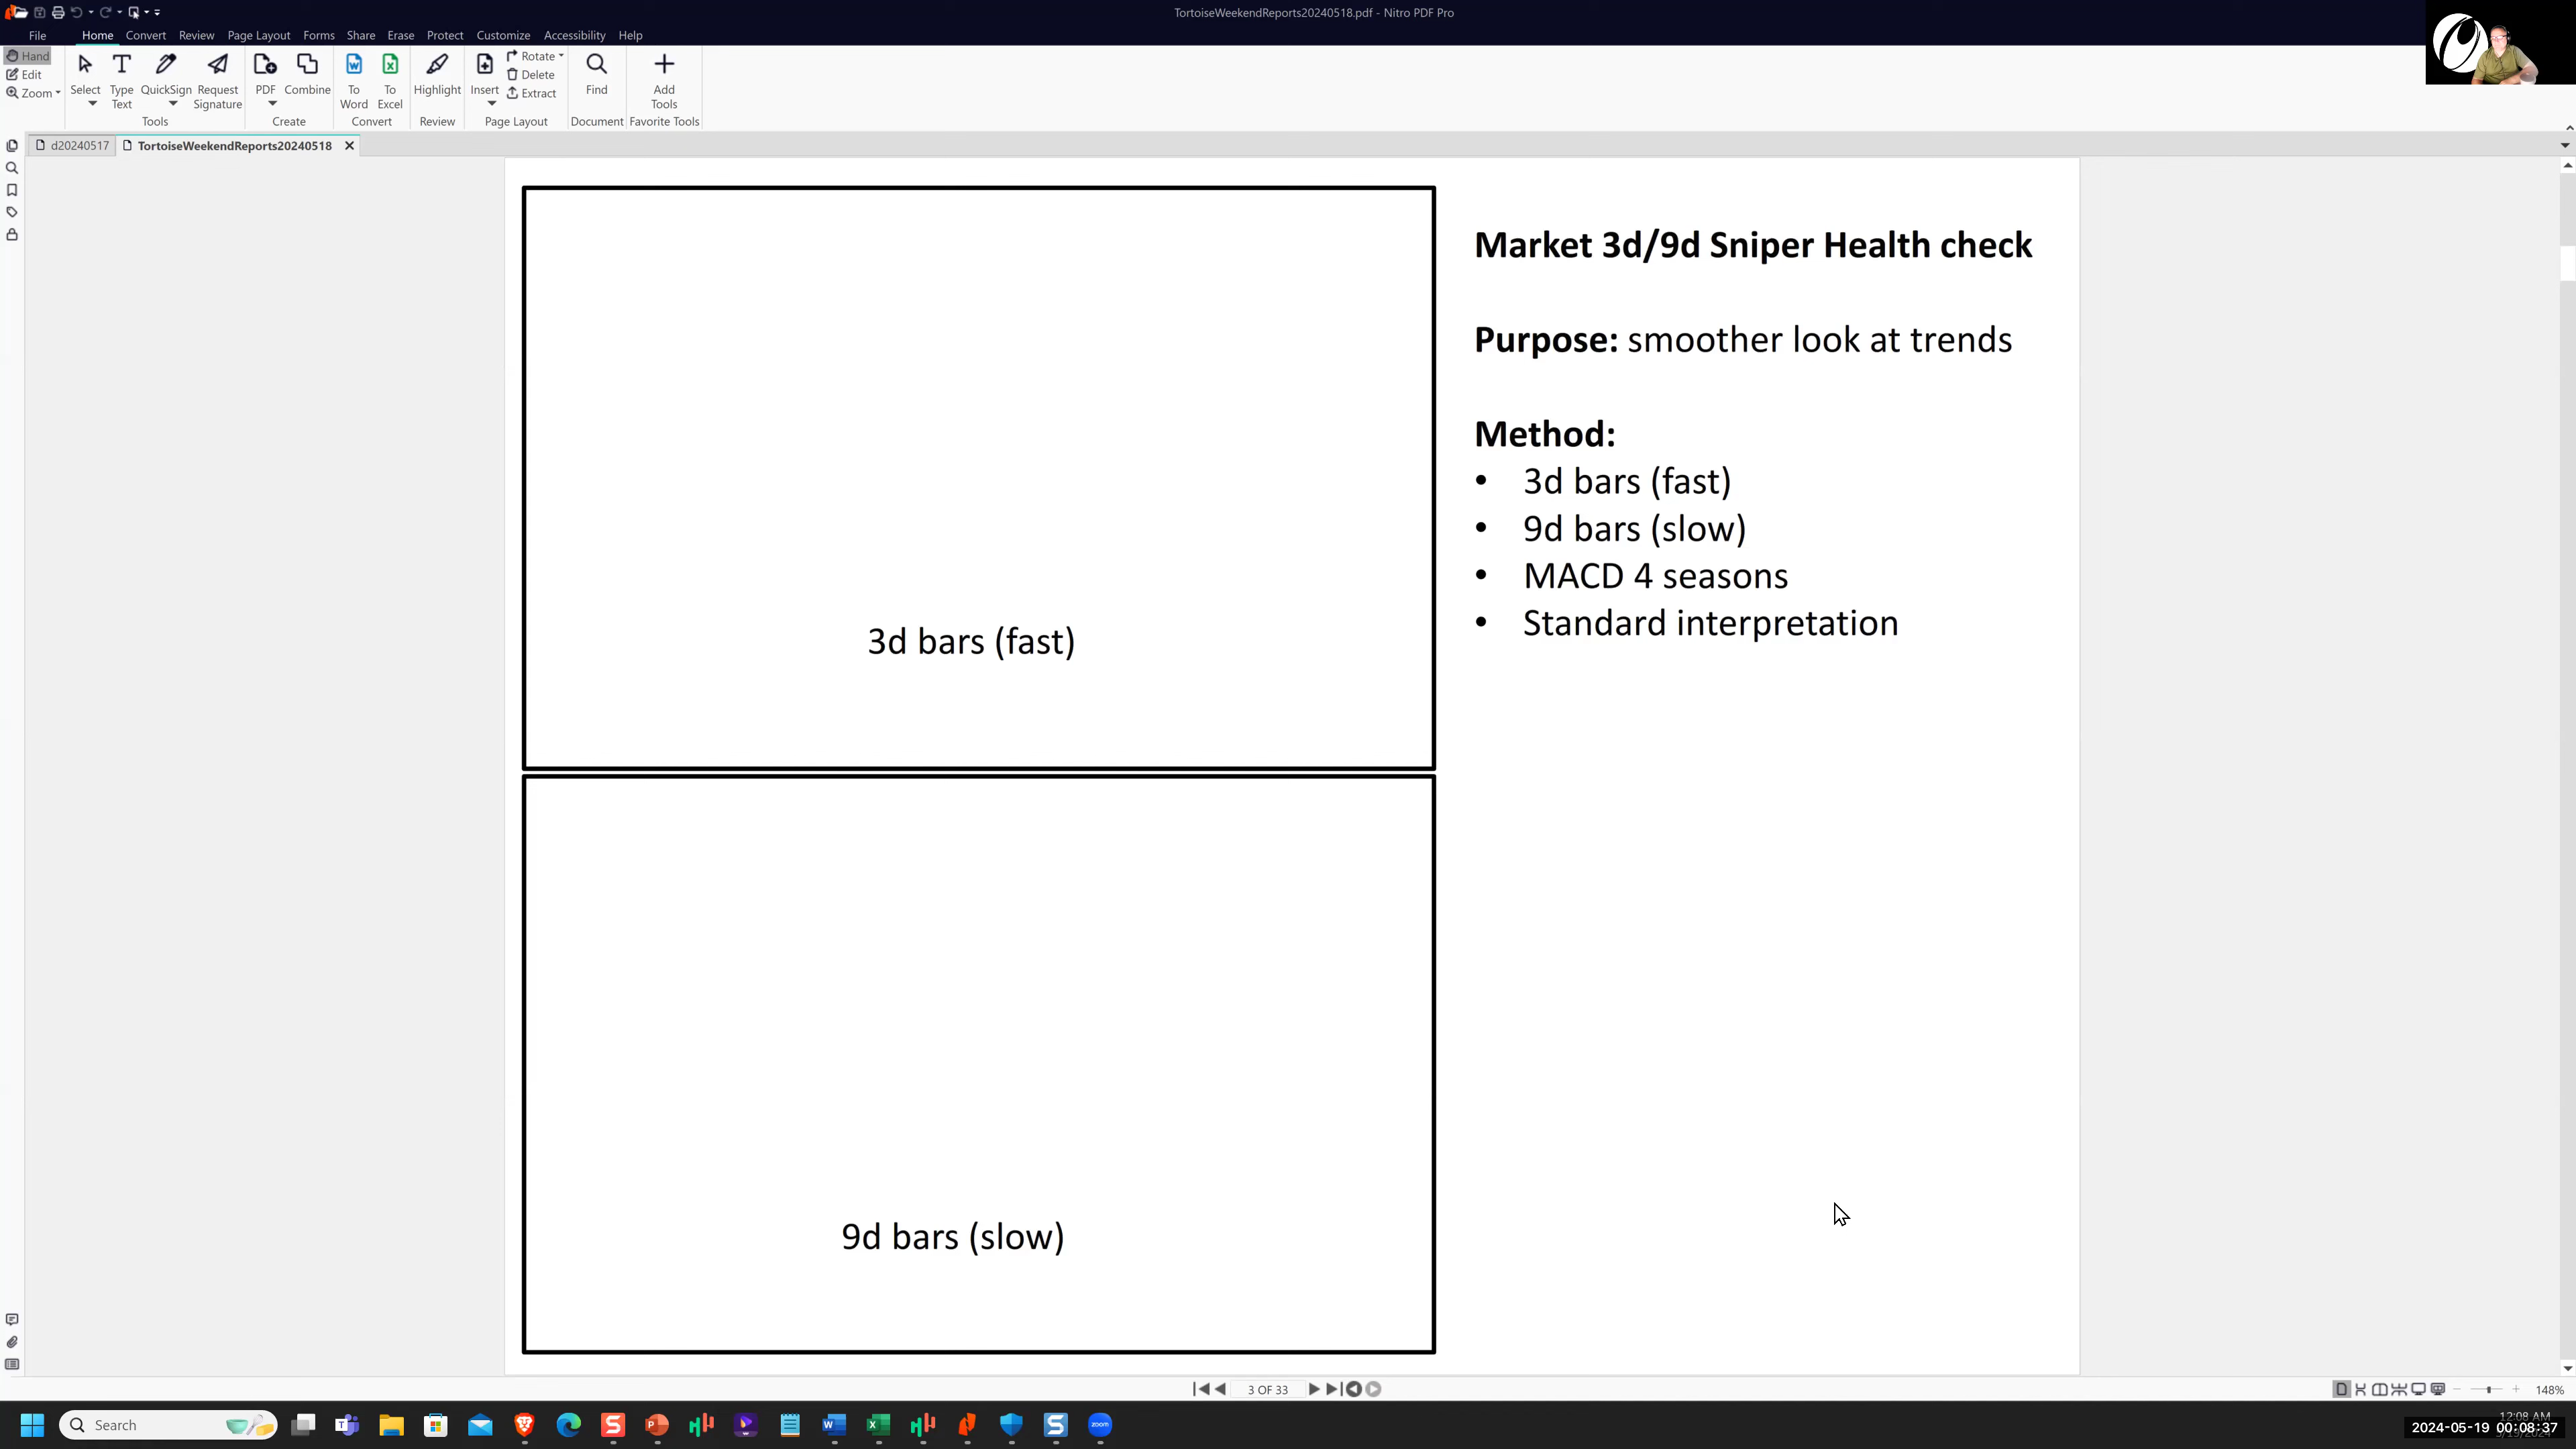 TortoiseWeekendReports20240518.pdf - Nitro PDF Pro
File Home Convert Review Page Layout Forms Share Erase Protect Customize Accessibility Help
Hand
Edit
Zoom
Select
Type Text
QuickSign
Request Signature
Tools
PDF
Combine
Create
To Word
To Excel
Convert
Highlight
Review
Insert
Rotate
Delete
Extract
Page Layout
Find
Document
Add Tools
Favorite Tools
d20240517
TortoiseWeekendReports20240518
3d bars (fast)
9d bars (slow)
Market 3d/9d Sniper Health check
Purpose: smoother look at trends
Method:
• 3d bars (fast)
• 9d bars (slow)
• MACD 4 seasons
• Standard interpretation
3 OF 33
148%
Search
zoom
12:08 AM
2024-05-19 00:08:37